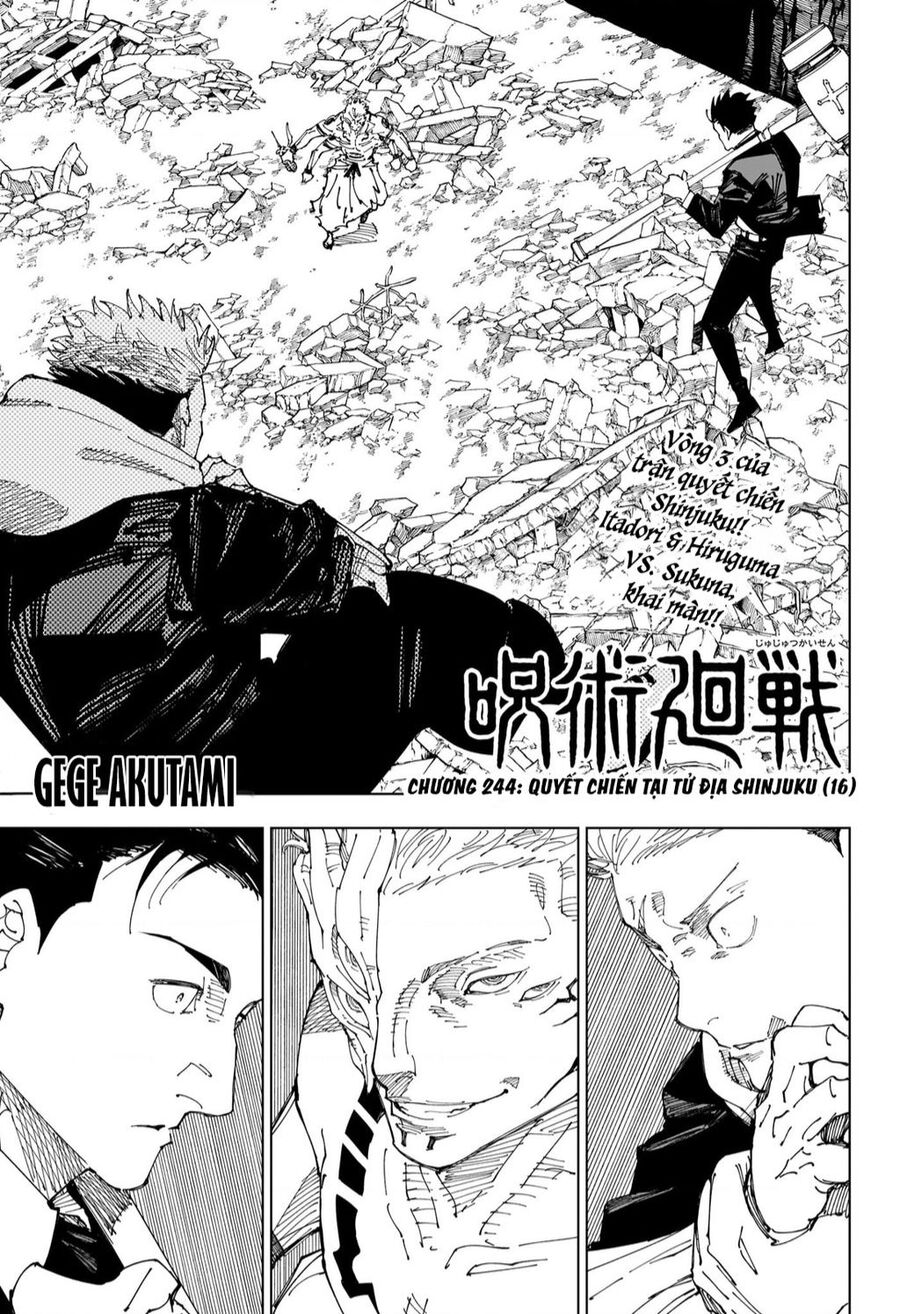 Vòng 3 của
trận quyết chiến
Shinjuku!!
Itadori & Hiruguma
VS. Sukuna,
khai màn!!
じゅじゅつかいせん
呪術廻戦
GEGE AKUTAMI
CHƯƠNG 244: QUYẾT CHIẾN TẠI TỬ ĐỊA SHINJUKU (16)